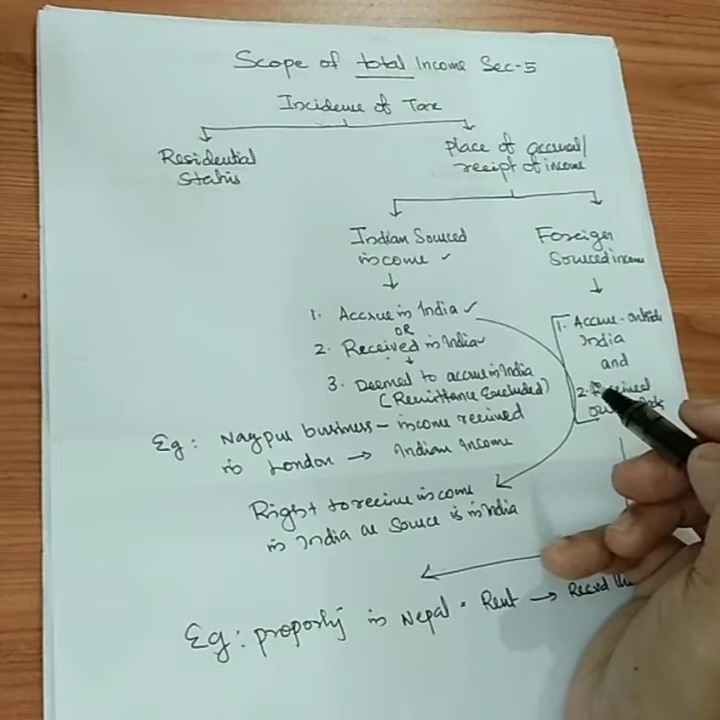 Scope of total Income Sec-5
Incidence of Tax
Residential
Status
Place of accrual/
receipt of income
Indian Sourced
income ✓
Foreign
Sourced income
1. Accrue in India ✓
OR
2. Received in India ✓
3. Deemed to accrue in India
(Remittance Excluded)
1. Accrue - outside
India
and
2.
Eg: Nagpur business - income received
in London → Indian Income
Right to receive income
in India as Source is in India
Eg: property in Nepal - Rent →